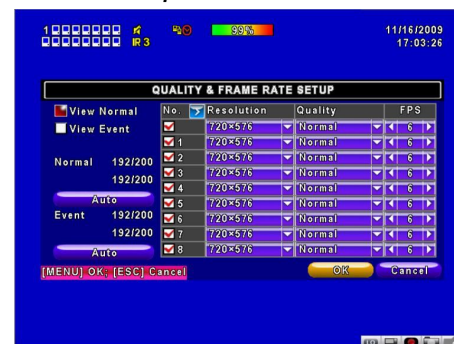 1 99% 11/16/2009
IR 3 17:03:26
QUALITY & FRAME RATE SETUP
View Normal No. Resolution Quality FPS
View Event 720×576 Normal 6
1 720×576 Normal 6
Normal 192/200 2 720×576 Normal 6
192/200 3 720×576 Normal 6
Auto 4 720×576 Normal 6
Event 192/200 5 720×576 Normal 6
6 720×576 Normal 6
192/200 7 720×576 Normal 6
Auto 8 720×576 Normal 6
[MENU] OK; [ESC] Cancel OK Cancel